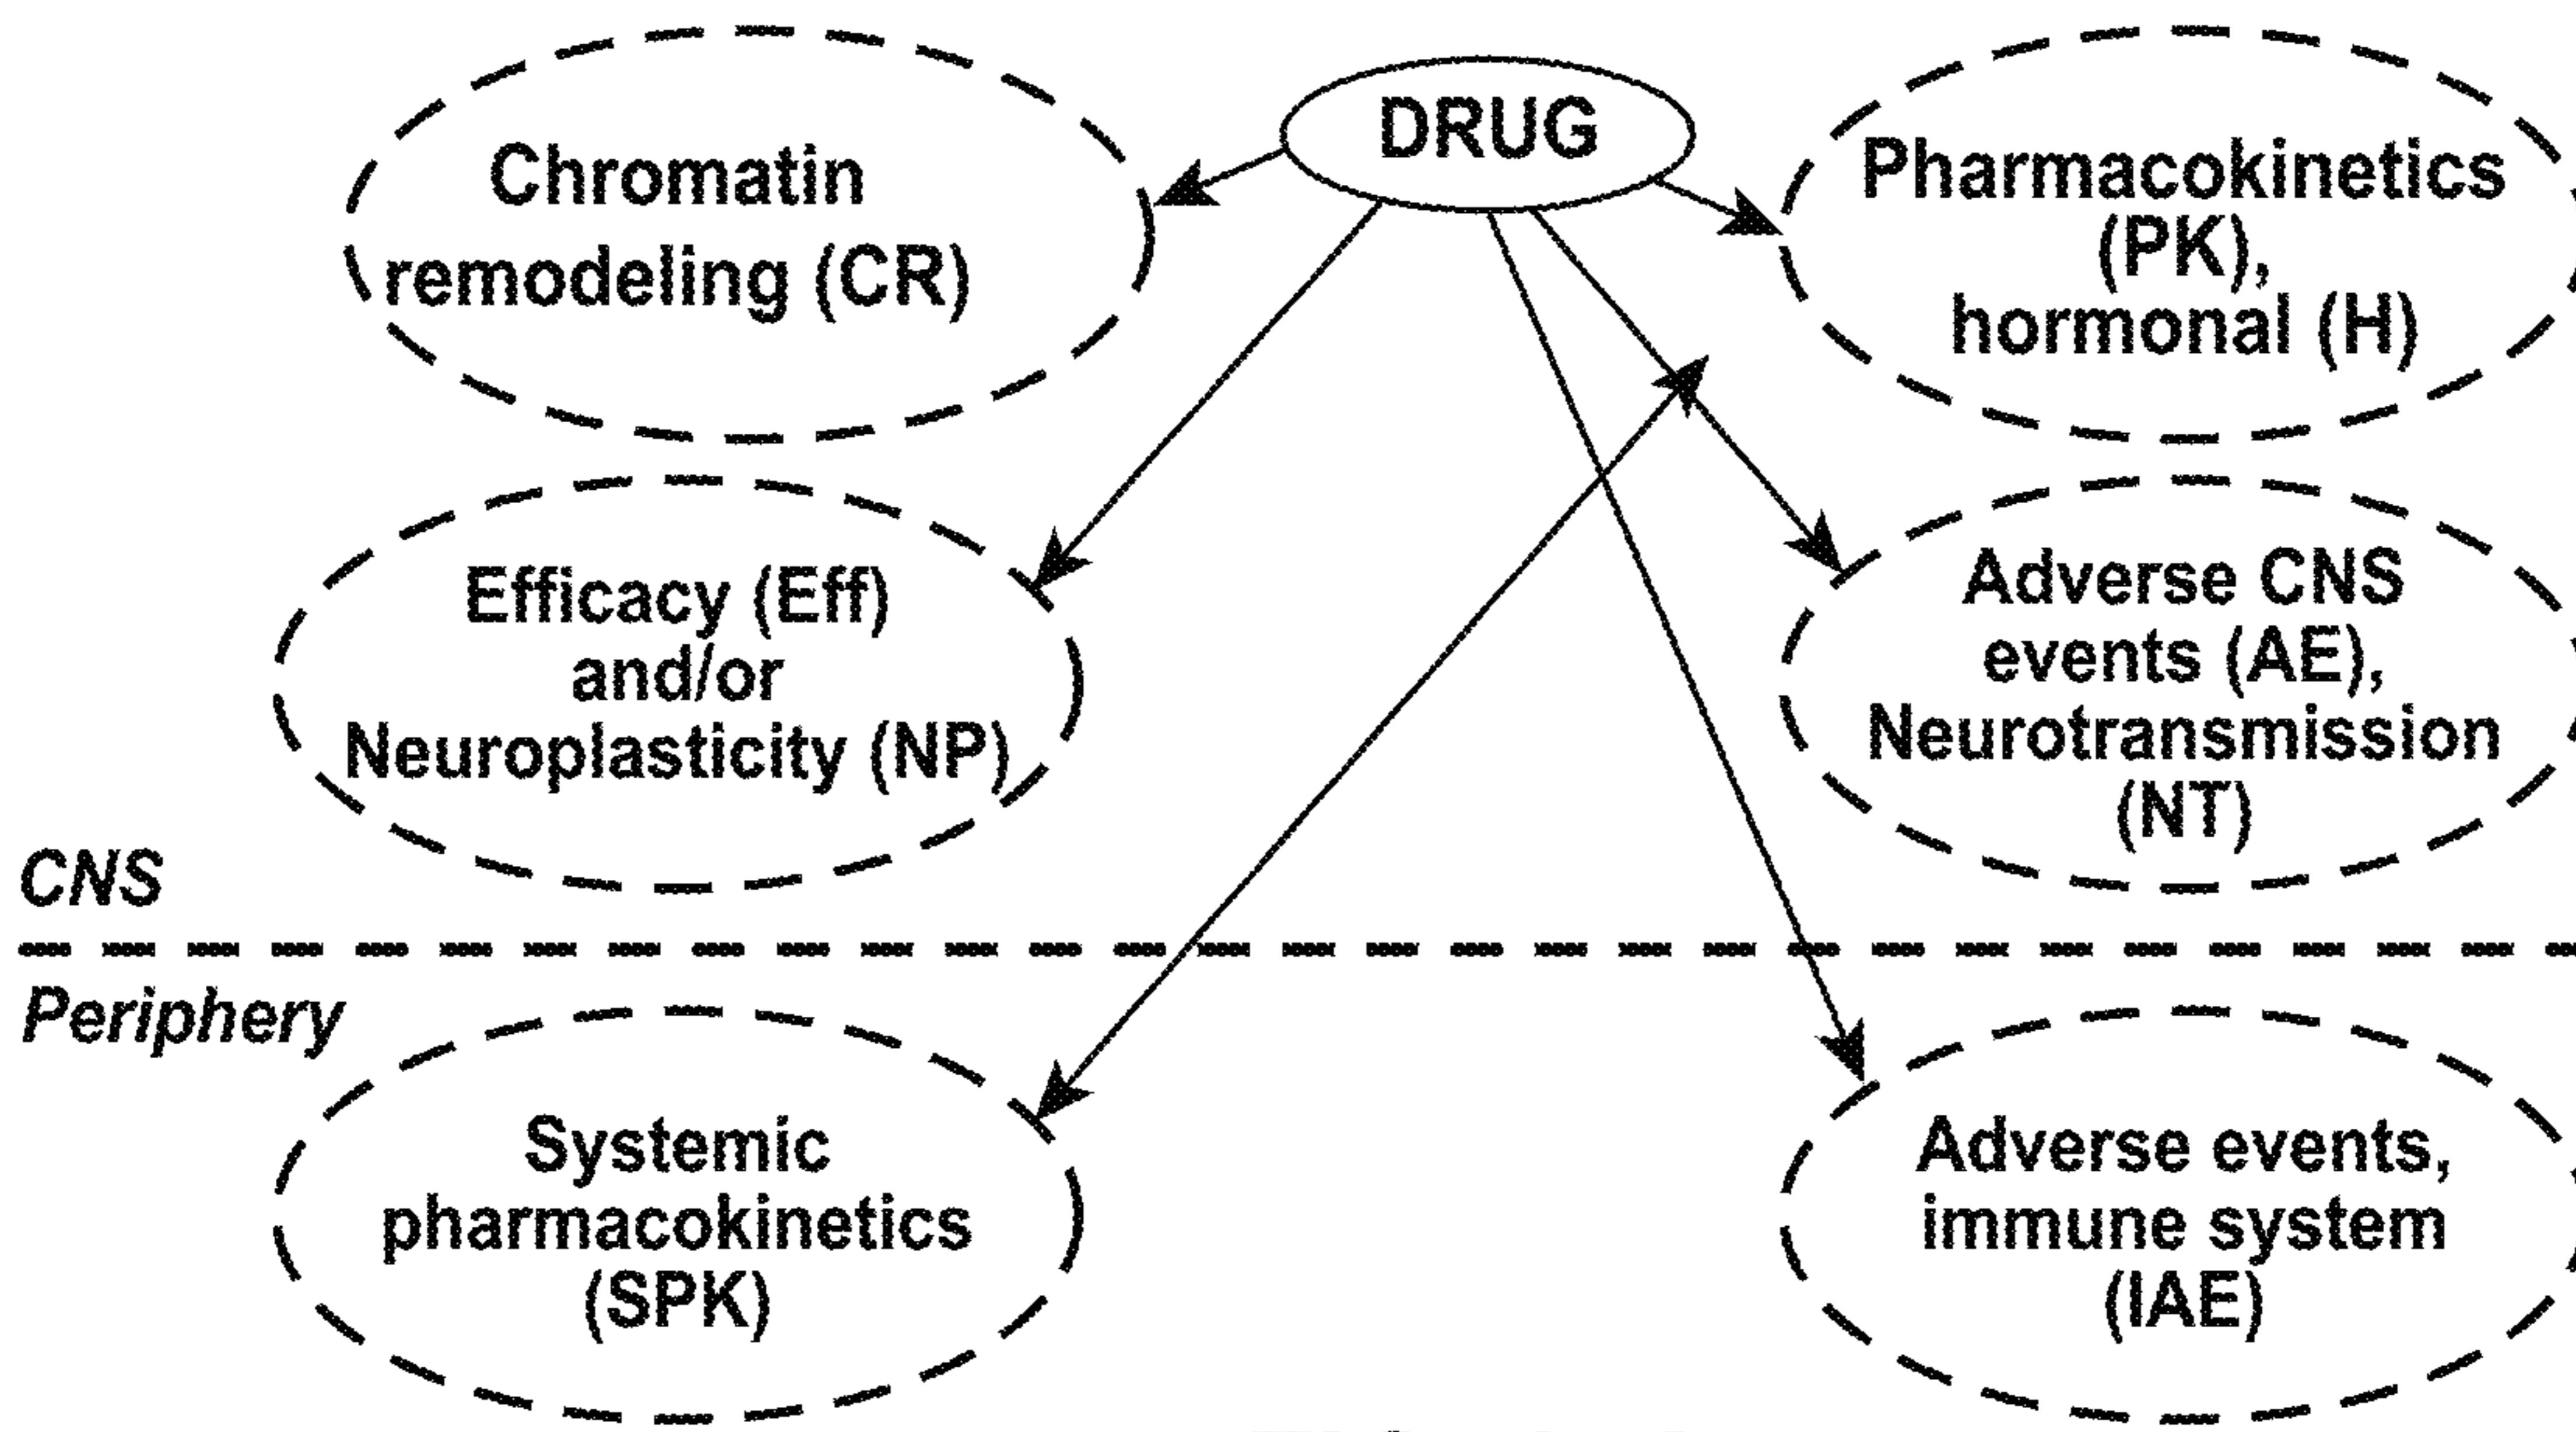 DRUG
Chromatin
remodeling (CR)
Pharmacokinetics
(PK),
hormonal (H)
Efficacy (Eff)
and/or
Neuroplasticity (NP)
Adverse CNS
events (AE),
Neurotransmission
(NT)
CNS
Periphery
Systemic
pharmacokinetics
(SPK)
Adverse events,
immune system
(IAE)